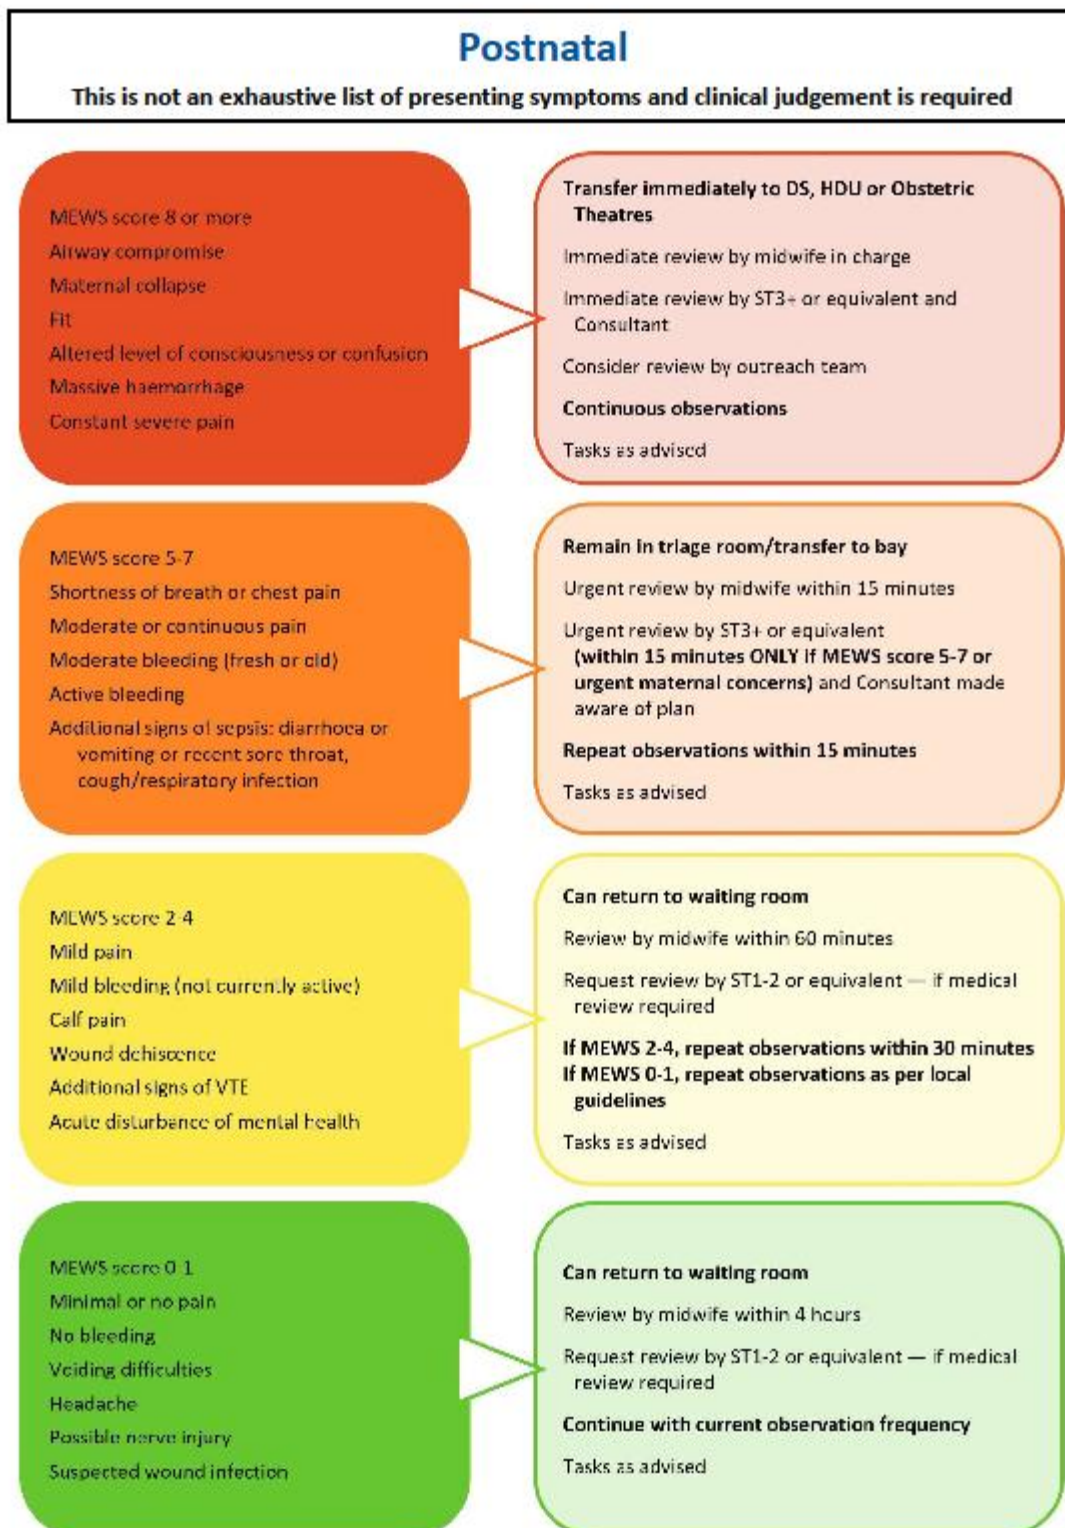 Postnatal
This is not an exhaustive list of presenting symptoms and clinical judgement is required
MEWS score 8 or more
Airway compromise
Maternal collapse
Fit
Altered level of consciousness or confusion
Massive haemorrhage
Constant severe pain
Transfer immediately to DS, HDU or Obstetric
Theatres
Immediate review by midwife in charge
Immediate review by ST3+ or equivalent and
Consultant
Consider review by outreach team
Continuous observations
Tasks as advised
MEWS score 5-7
Shortness of breath or chest pain
Moderate or continuous pain
Moderate bleeding (fresh or old)
Active bleeding
Additional signs of sepsis: diarrhoea or
vomiting or recent sore throat,
cough/respiratory infection
Remain in triage room/transfer to bay
Urgent review by midwife within 15 minutes
Urgent review by ST3+ or equivalent
(within 15 minutes ONLY if MEWS score 5-7 or
urgent maternal concerns) and Consultant made
aware of plan
Repeat observations within 15 minutes
Tasks as advised
MEWS score 2-4
Mild pain
Mild bleeding (not currently active)
Calf pain
Wound dehiscence
Additional signs of VTE
Acute disturbance of mental health
Can return to waiting room
Review by midwife within 60 minutes
Request review by ST1-2 or equivalent — if medical
review required
If MEWS 2-4, repeat observations within 30 minutes
If MEWS 0-1, repeat observations as per local
guidelines
Tasks as advised
MEWS score 0-1
Minimal or no pain
No bleeding
Voiding difficulties
Headache
Possible nerve injury
Suspected wound infection
Can return to waiting room
Review by midwife within 4 hours
Request review by ST1-2 or equivalent — if medical
review required
Continue with current observation frequency
Tasks as advised